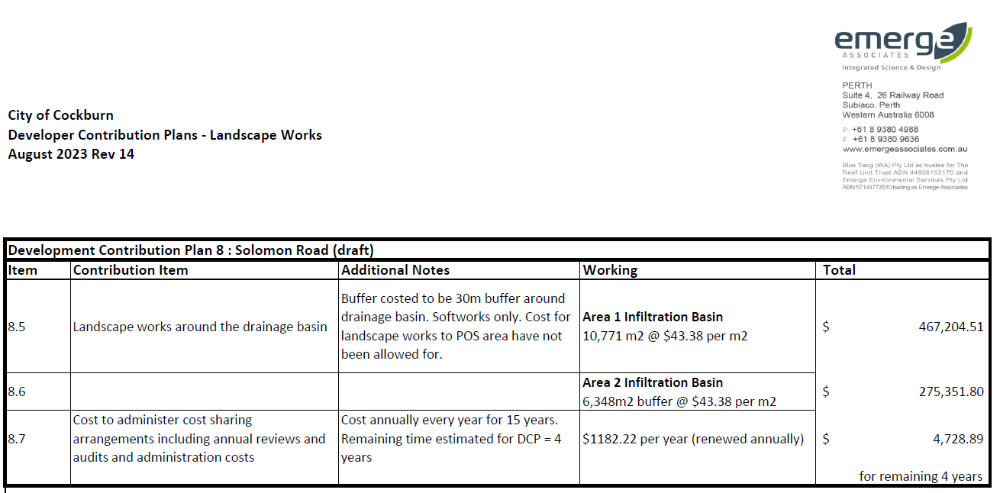 emerge
ASSOCIATES
Integrated Science & Design
PERTH
Suite 4, 26 Railway Road
Subiaco. Perth
Western Australia 6008
P +61 8 9380 4988
F +61 8 9380 9636
www.emergeassociates.com.au
Blue Tang (WA) Pty Ltd as trustee for The
Reef Unit Trust ABN 44656153170 and
Emerge Environmental Services Pty Ltd
ABN 57144772510 trading as Emerge Associates
City of Cockburn
Developer Contribution Plans - Landscape Works
August 2023 Rev 14
Development Contribution Plan 8 : Solomon Road (draft)
Item Contribution Item Additional Notes Working Total
8.5
Landscape works around the drainage basin
Buffer costed to be 30m buffer around
drainage basin. Softworks only. Cost for
landscape works to POS area have not
been allowed for.
Area 1 Infiltration Basin
10,771 m2 @ $43.38 per m2
$ 467,204.51
8.6
Area 2 Infiltration Basin
6,348m2 buffer @ $43.38 per m2
$ 275,351.80
8.7
Cost to administer cost sharing
arrangements including annual reviews and
audits and administration costs
Cost annually every year for 15 years.
Remaining time estimated for DCP = 4
years
$1182.22 per year (renewed annually)
$ 4,728.89
for remaining 4 years